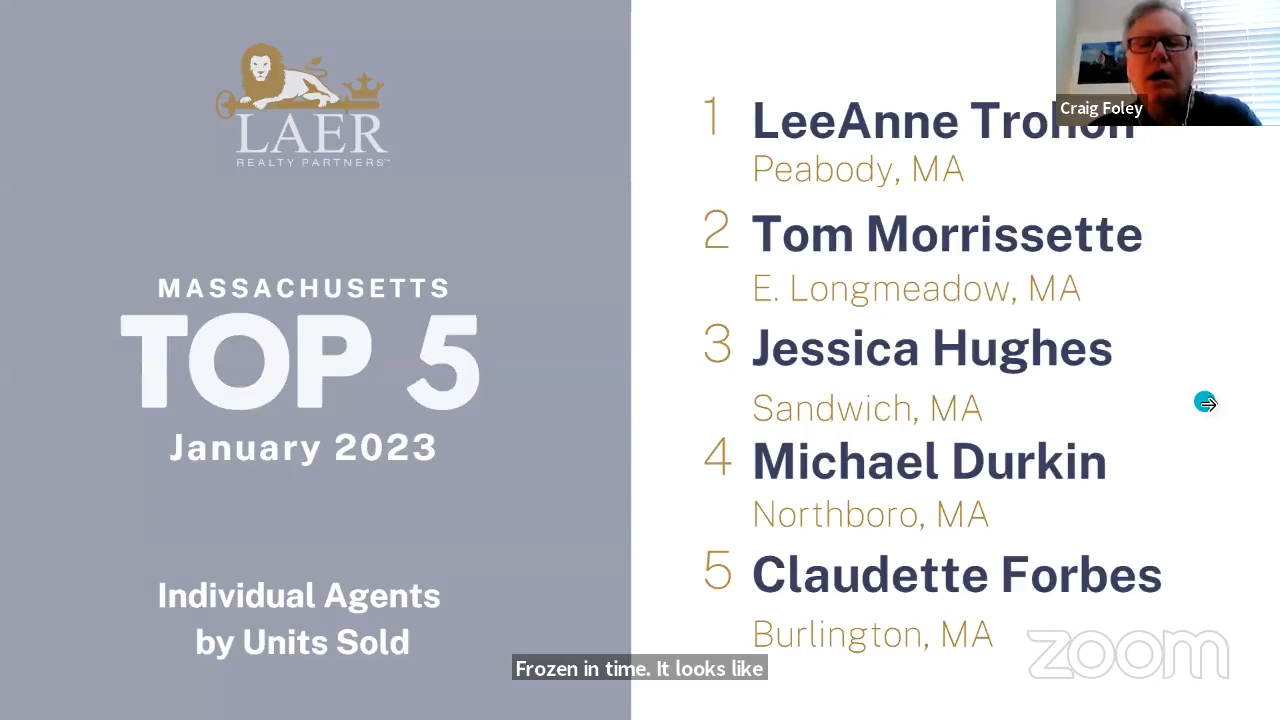 LAER
REALTY PARTNERS™
MASSACHUSETTS
TOP 5
January 2023
Individual Agents
by Units Sold
1 LeeAnne
Peabody, MA
2 Tom Morrissette
E. Longmeadow, MA
3 Jessica Hughes
Sandwich, MA
4 Michael Durkin
Northboro, MA
5 Claudette Forbes
Burlington, MA
Craig Foley
Frozen in time. It looks like
zoom